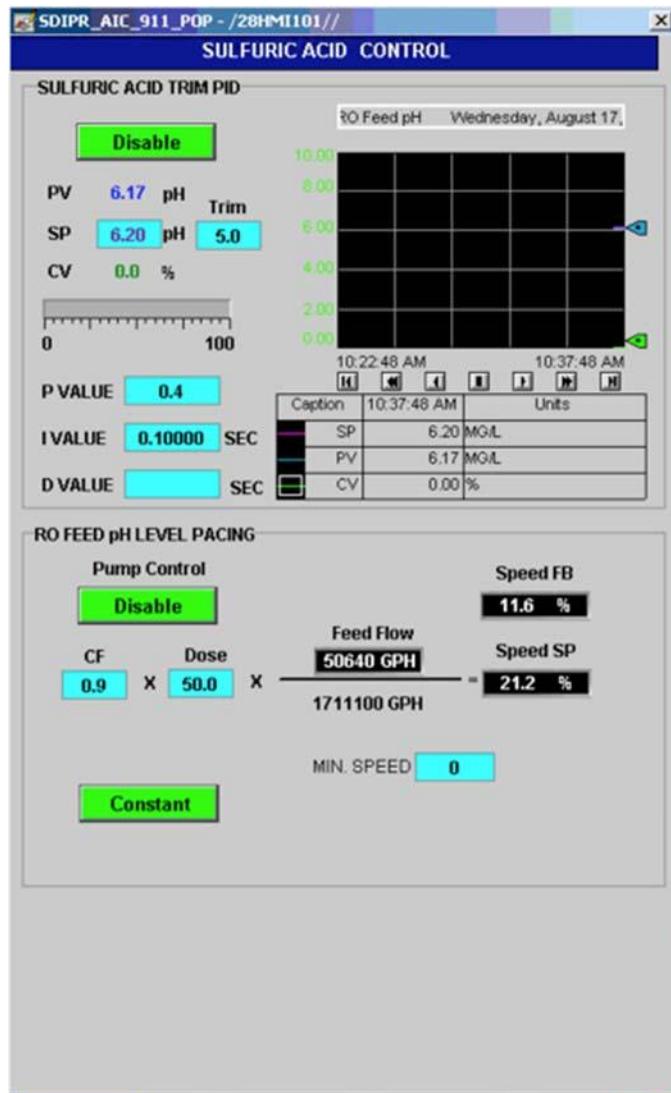 SDIPR_AIC_911_POP - /28HMI101//
SULFURIC ACID CONTROL
SULFURIC ACID TRIM PID
Disable
RO Feed pH Wednesday, August 17,
10.00
8.00
6.00
4.00
2.00
0.00
PV 6.17 pH
Trim
SP 6.20 pH 5.0
CV 0.0 %
0 100
10:22:48 AM 10:37:48 AM
P VALUE 0.4
I VALUE 0.10000 SEC
D VALUE SEC
Caption 10:37:48 AM Units
SP 6.20 MG/L
PV 6.17 MG/L
CV 0.00 %
RO FEED pH LEVEL PACING
Pump Control
Disable
Speed FB
11.6 %
CF Dose Feed Flow Speed SP
0.9 X 50.0 X 50640 GPH = 21.2 %
1711100 GPH
MIN. SPEED 0
Constant